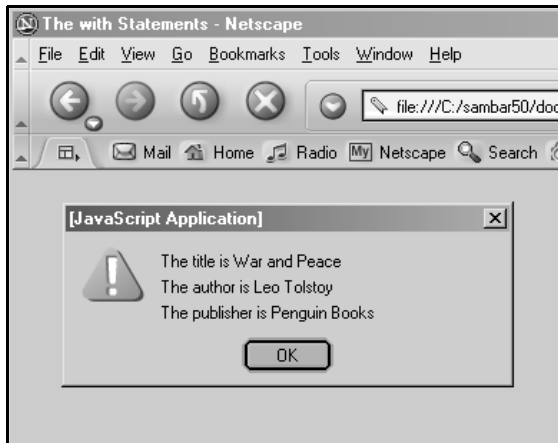 The with Statements - Netscape
File Edit View Go Bookmarks Tools Window Help
file:///C:/sambar50/doc
Mail Home Radio My Netscape Search
[JavaScript Application]
The title is War and Peace
The author is Leo Tolstoy
The publisher is Penguin Books
OK